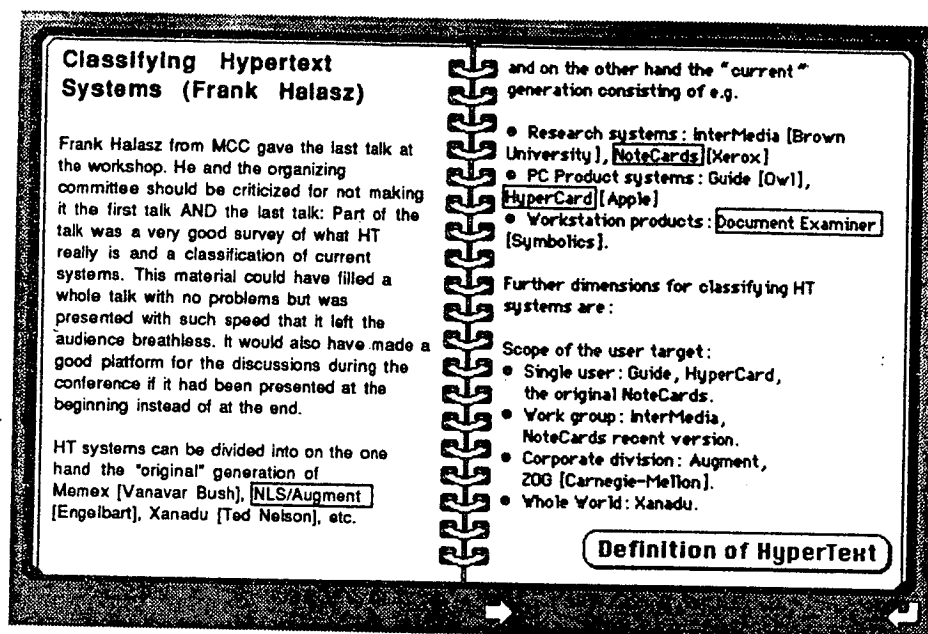 Classifying Hypertext
Systems (Frank Halasz)
Frank Halasz from MCC gave the last talk at
the workshop. He and the organizing
committee should be criticized for not making
it the first talk AND the last talk: Part of the
talk was a very good survey of what HT
really is and a classification of current
systems. This material could have filled a
whole talk with no problems but was
presented with such speed that it left the
audience breathless. It would also have made a
good platform for the discussions during the
conference if it had been presented at the
beginning instead of at the end.
HT systems can be divided into on the one
hand the "original" generation of
Memex [Vanavar Bush], NLS/Augment
[Engelbart], Xanadu [Ted Nelson], etc.
and on the other hand the "current"
generation consisting of e.g.
• Research systems: InterMedia [Brown
University], NoteCards [Xerox]
• PC Product systems: Guide [Owl],
HyperCard [Apple]
• Workstation products: Document Examiner
[Symbolics].
Further dimensions for classifying HT
systems are:
Scope of the user target:
• Single user: Guide, HyperCard,
the original NoteCards.
• Work group: InterMedia,
NoteCards recent version.
• Corporate division: Augment,
ZOG [Carnegie-Mellon].
• Whole World: Xanadu.
Definition of HyperText